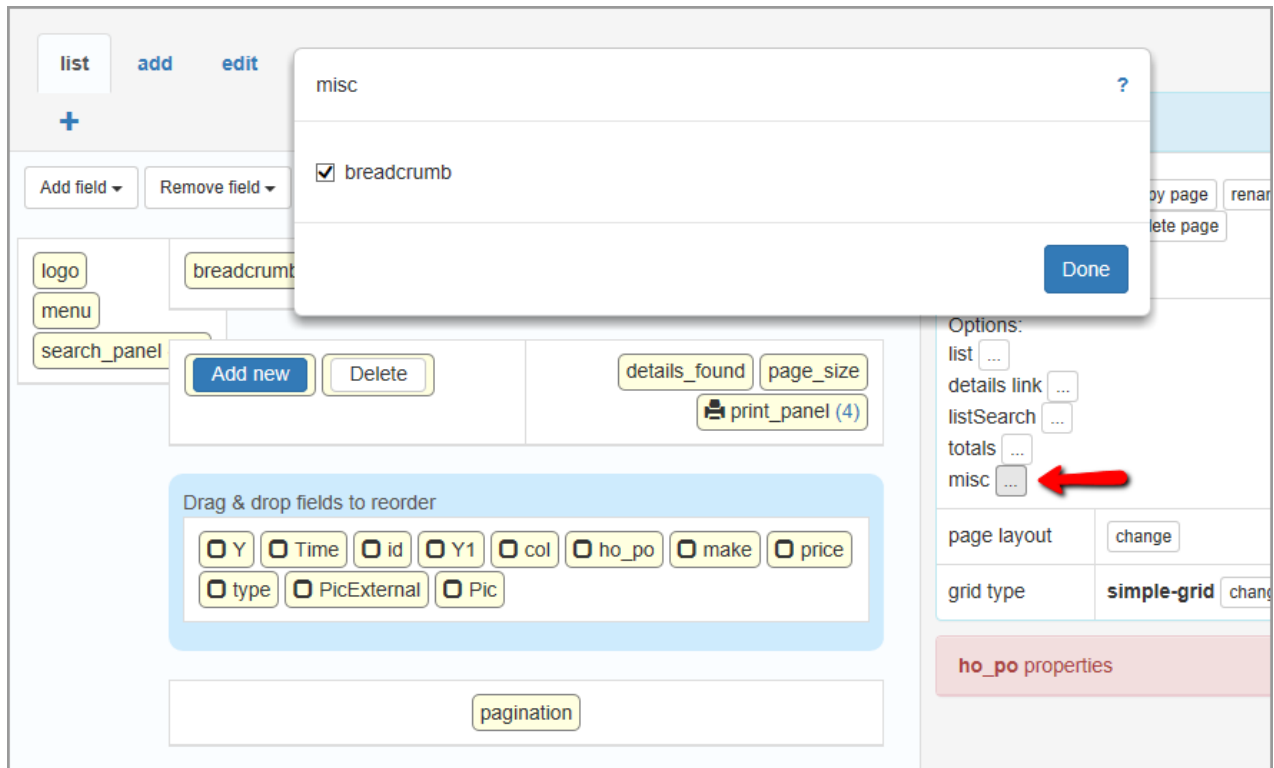 list add edit
misc ?
+
breadcrumb
Add field Remove field
page renar
page
Done
logo breadcrumb
menu
search_panel
Options:
list ...
Add new Delete details_found page_size
details link ...
print_panel (4)
listSearch ...
totals ...
misc ...
Drag & drop fields to reorder
Y Time id Y1 col ho_po make price
page layout change
type PicExternal Pic
grid type simple-grid chang
ho_po properties
pagination